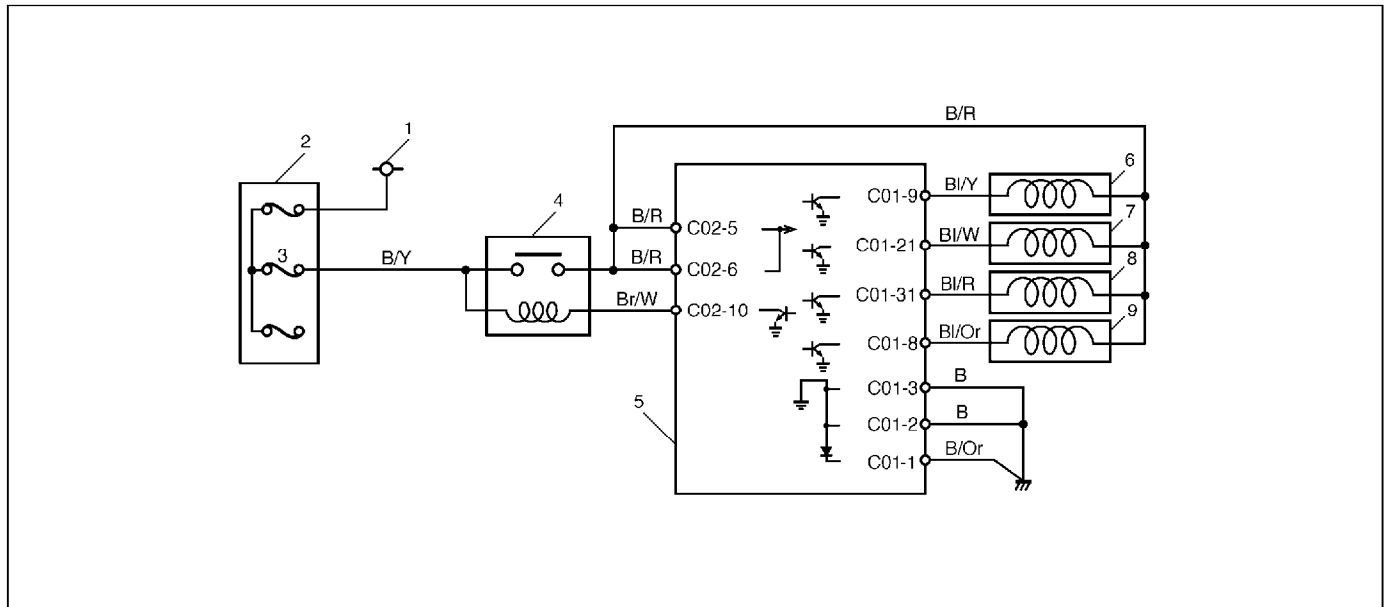 B/R
1
2
6
4
C01-9
Bl/Y
7
B/R
C02-5
C01-21
Bl/W
3
B/Y
8
B/R
C02-6
C01-31
Bl/R
Br/W
C02-10
9
C01-8
Bl/Or
C01-3
B
5
C01-2
B
C01-1
B/Or